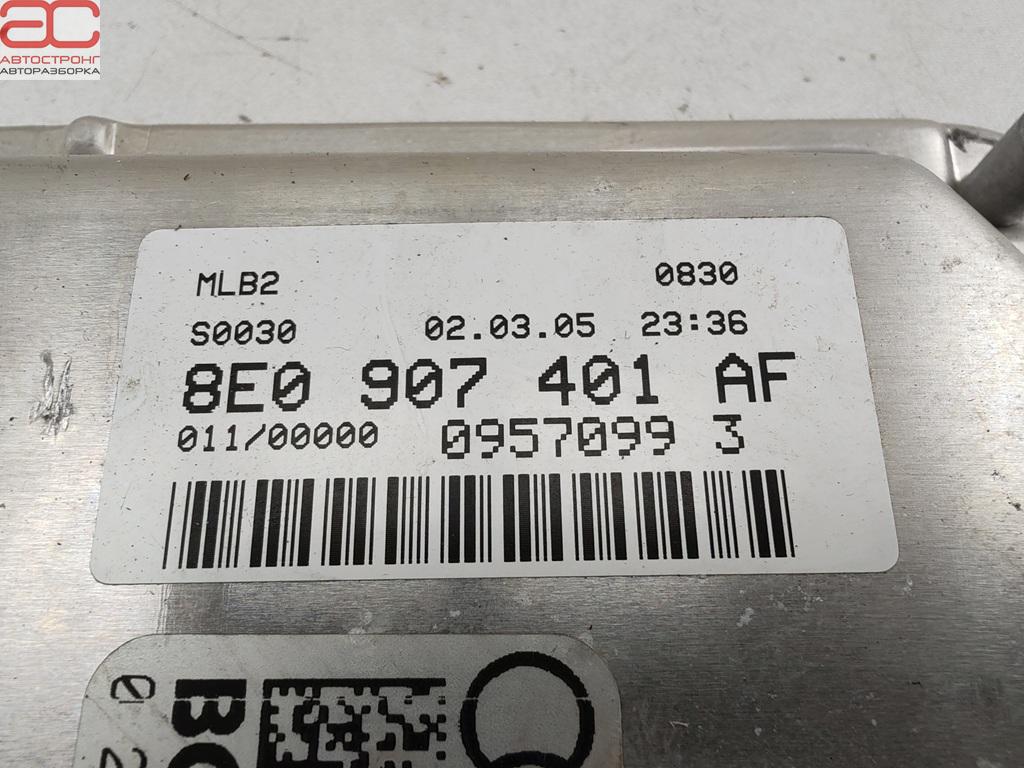 АС
АВТОСТРОНГ
АВТОРАЗБОРКА
MLB2 0830
S0030 02.03.05 23:36
8E0 907 401 AF
011/00000 0957099 3